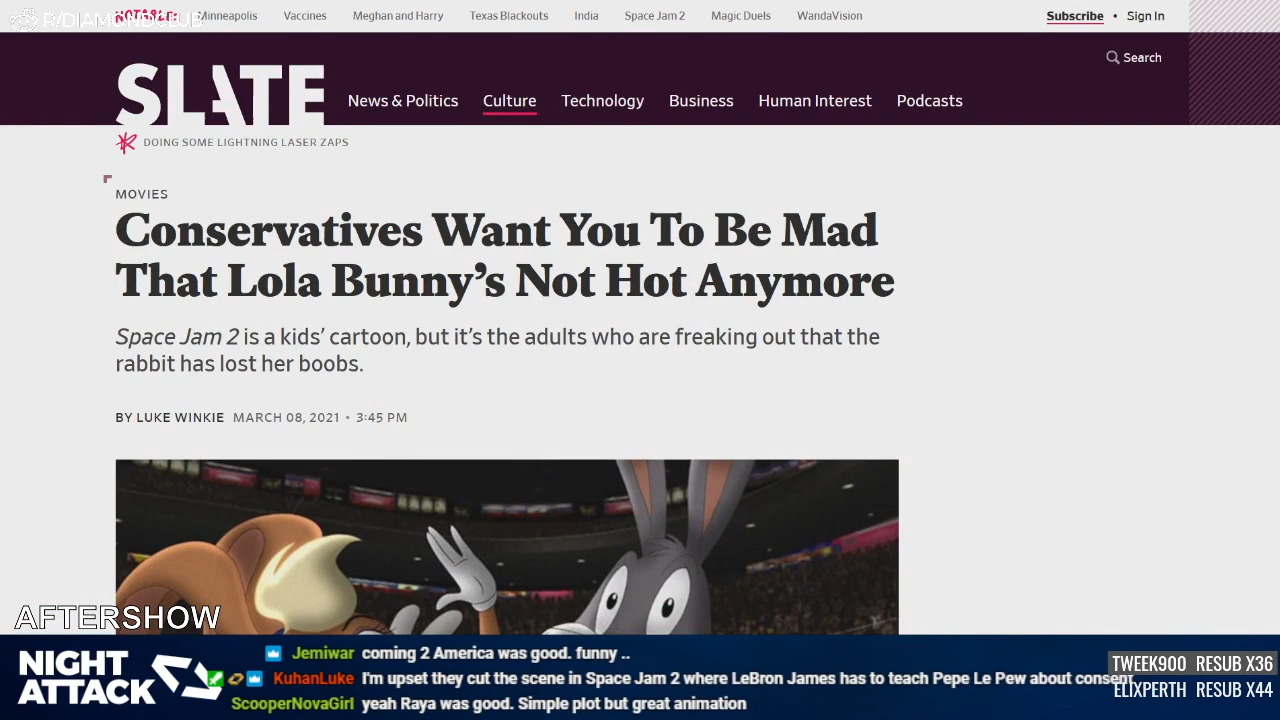 R/DIAMONDCLUB
Minneapolis Vaccines Meghan and Harry Texas Blackouts India Space Jam 2 Magic Duels WandaVision Subscribe • Sign In
Search
SLATE News & Politics Culture Technology Business Human Interest Podcasts
DOING SOME LIGHTNING LASER ZAPS
MOVIES
Conservatives Want You To Be Mad
That Lola Bunny’s Not Hot Anymore
Space Jam 2 is a kids’ cartoon, but it’s the adults who are freaking out that the
rabbit has lost her boobs.
BY LUKE WINKIE MARCH 08, 2021 • 3:45 PM
AFTERSHOW
NIGHT
ATTACK
Jemiwar coming 2 America was good. funny ..
KuhanLuke I'm upset they cut the scene in Space Jam 2 where LeBron James has to teach Pepe Le Pew about consent
ScooperNovaGirl yeah Raya was good. Simple plot but great animation
TWEEK900 RESUB X36
ELIXPERTH RESUB X44